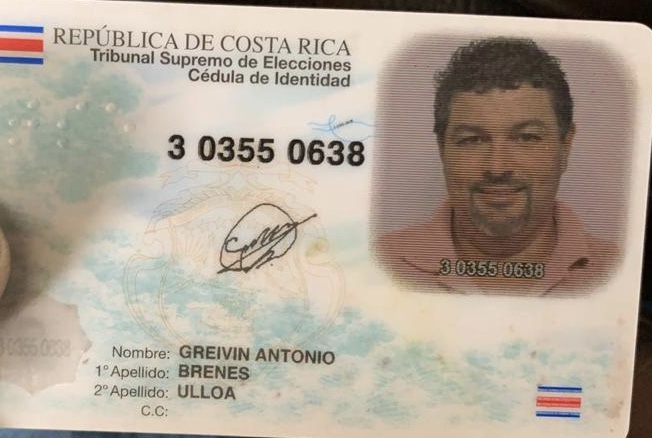 REPÚBLICA DE COSTA RICA
Tribunal Supremo de Elecciones
Cédula de Identidad
3 0355 0638
3 0355 0638
3 0355 0638
Nombre: GREIVIN ANTONIO
1° Apellido: BRENES
2° Apellido: ULLOA
C.C: